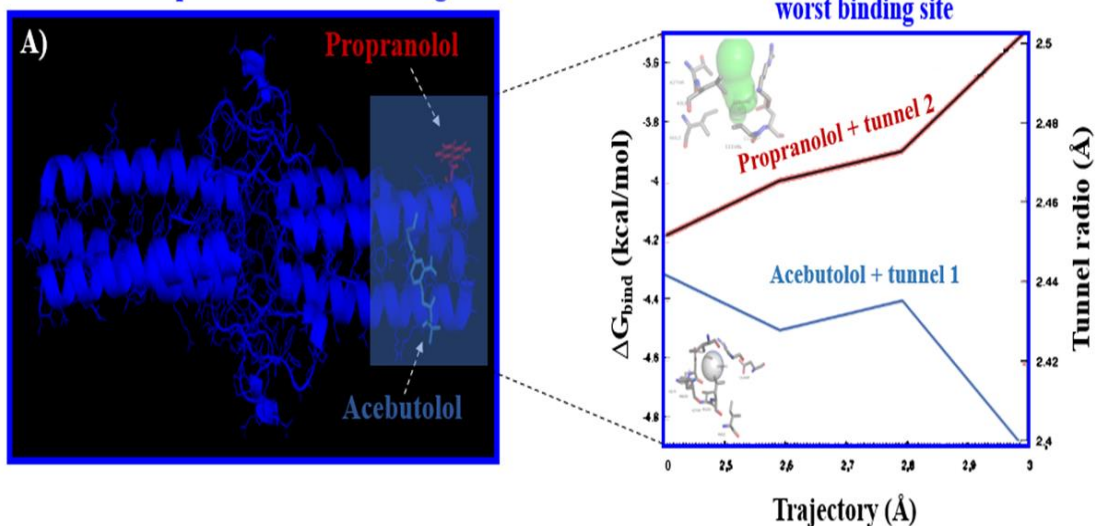 worst binding site
A)
Propranolol
Acebutolol
ΔGbind (kcal/mol)
-3.6
-3.8
-4
-4.2
-4.4
-4.6
-4.8
Propranolol + tunnel 2
Acebutolol + tunnel 1
2.5
2.48
2.46
2.44
2.42
2,4
Tunnel radio (Å)
0 2,5 2,6 2,7 2,8 2,9 3
Trajectory (Å)